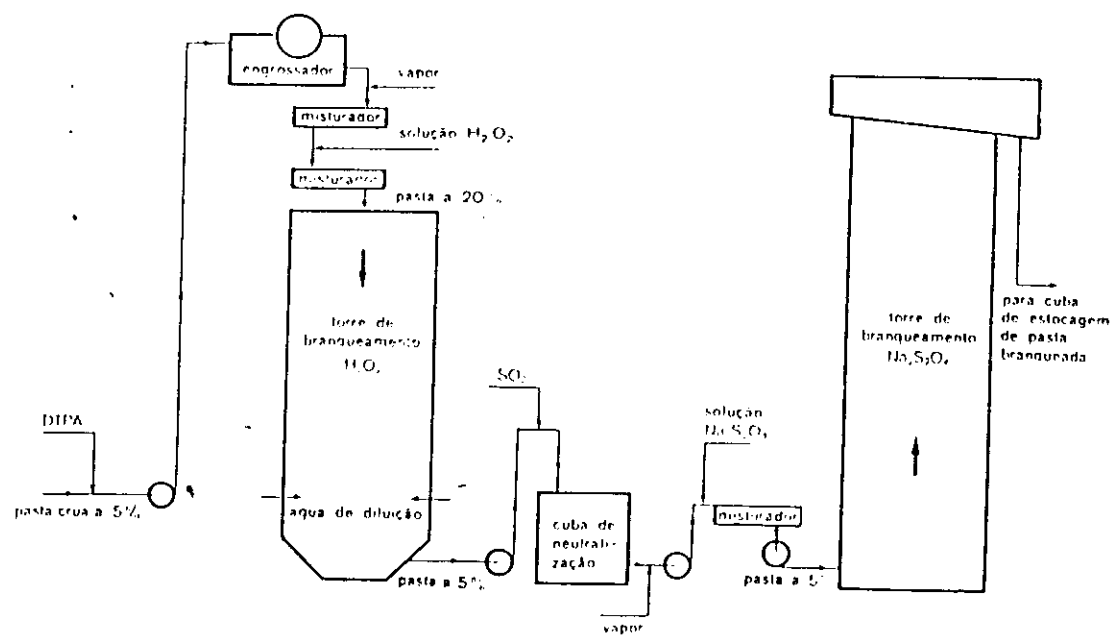 engrossador
vapor
misturador
solução H₂O₂
misturador
pasta a 20%
torre de
branqueamento
H₂O₂
DTPA
pasta crua a 5%
água de diluição
pasta a 5%
SO₂
cuba de
neutrali-
zação
vapor
solução
Na₂S₂O₄
misturador
pasta a 5
torre de
branqueamento
Na₂S₂O₄
para cuba
de estocagem
de pasta
branqueada